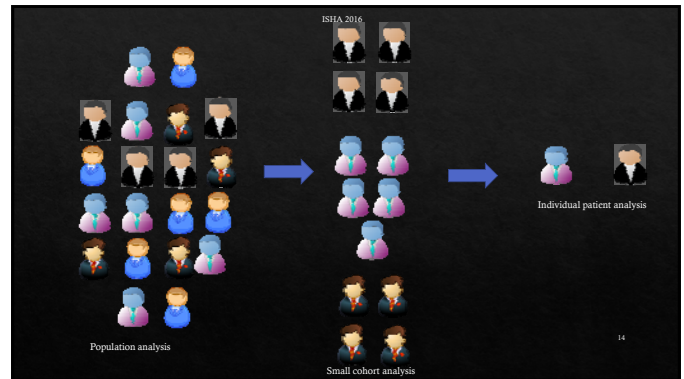 ISHA 2016
Individual patient analysis
14
Population analysis
Small cohort analysis